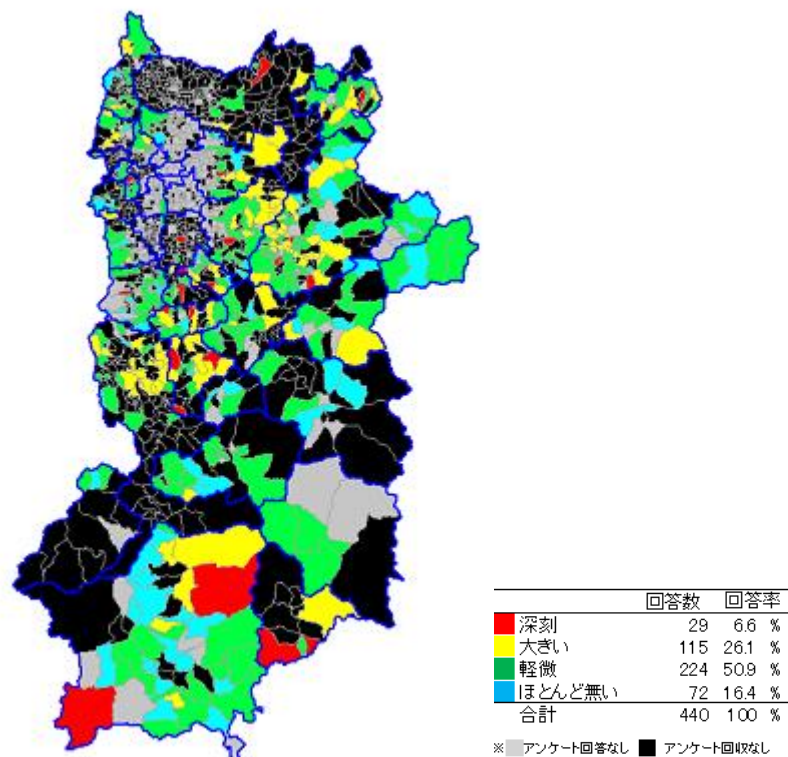 回答数 回答率
深刻 29 6.6 %
大きい 115 26.1 %
軽微 224 50.9 %
ほとんど無い 72 16.4 %
合計 440 100 %
※ アンケート回答なし アンケート回収なし